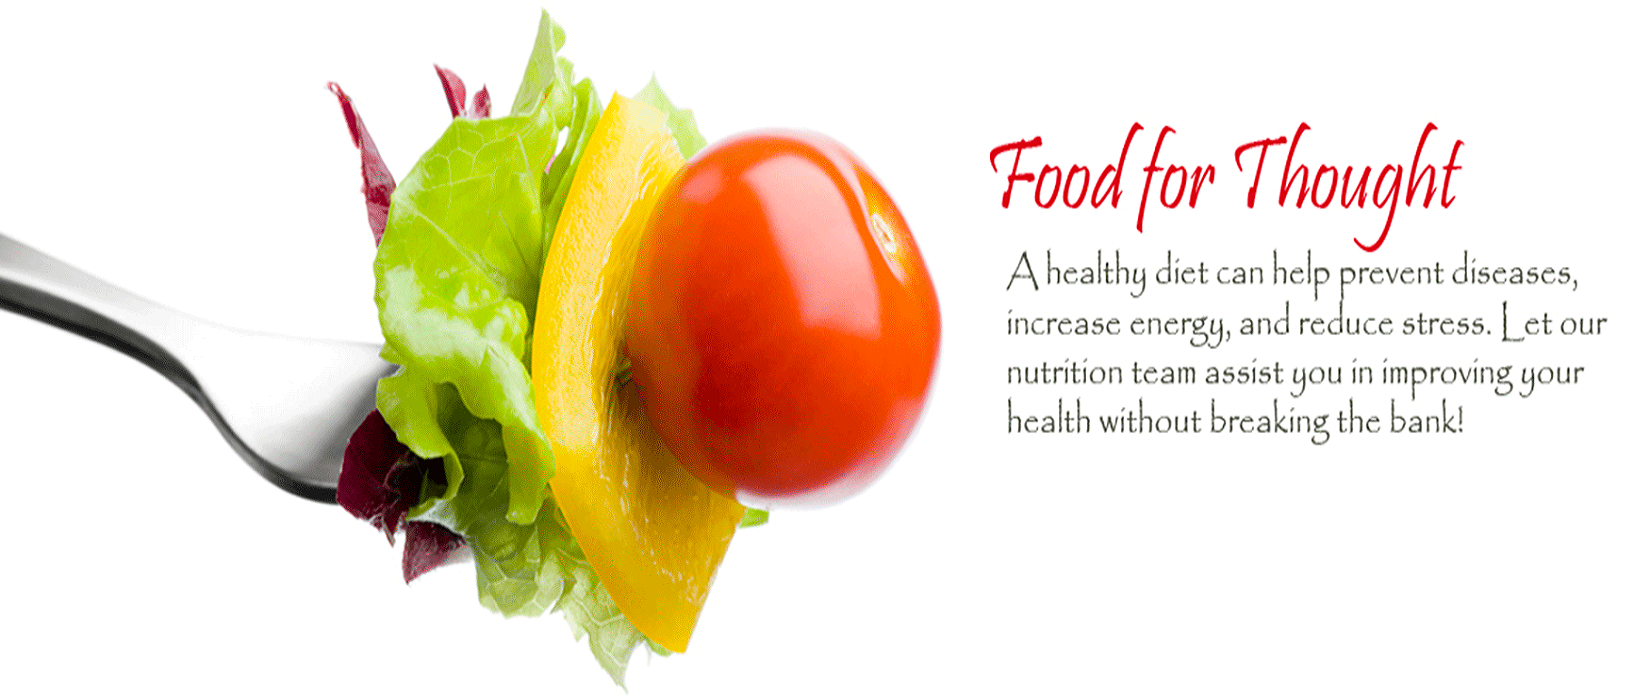 Food for Thought
A healthy diet can help prevent diseases,
increase energy, and reduce stress. Let our
nutrition team assist you in improving your
health without breaking the bank!